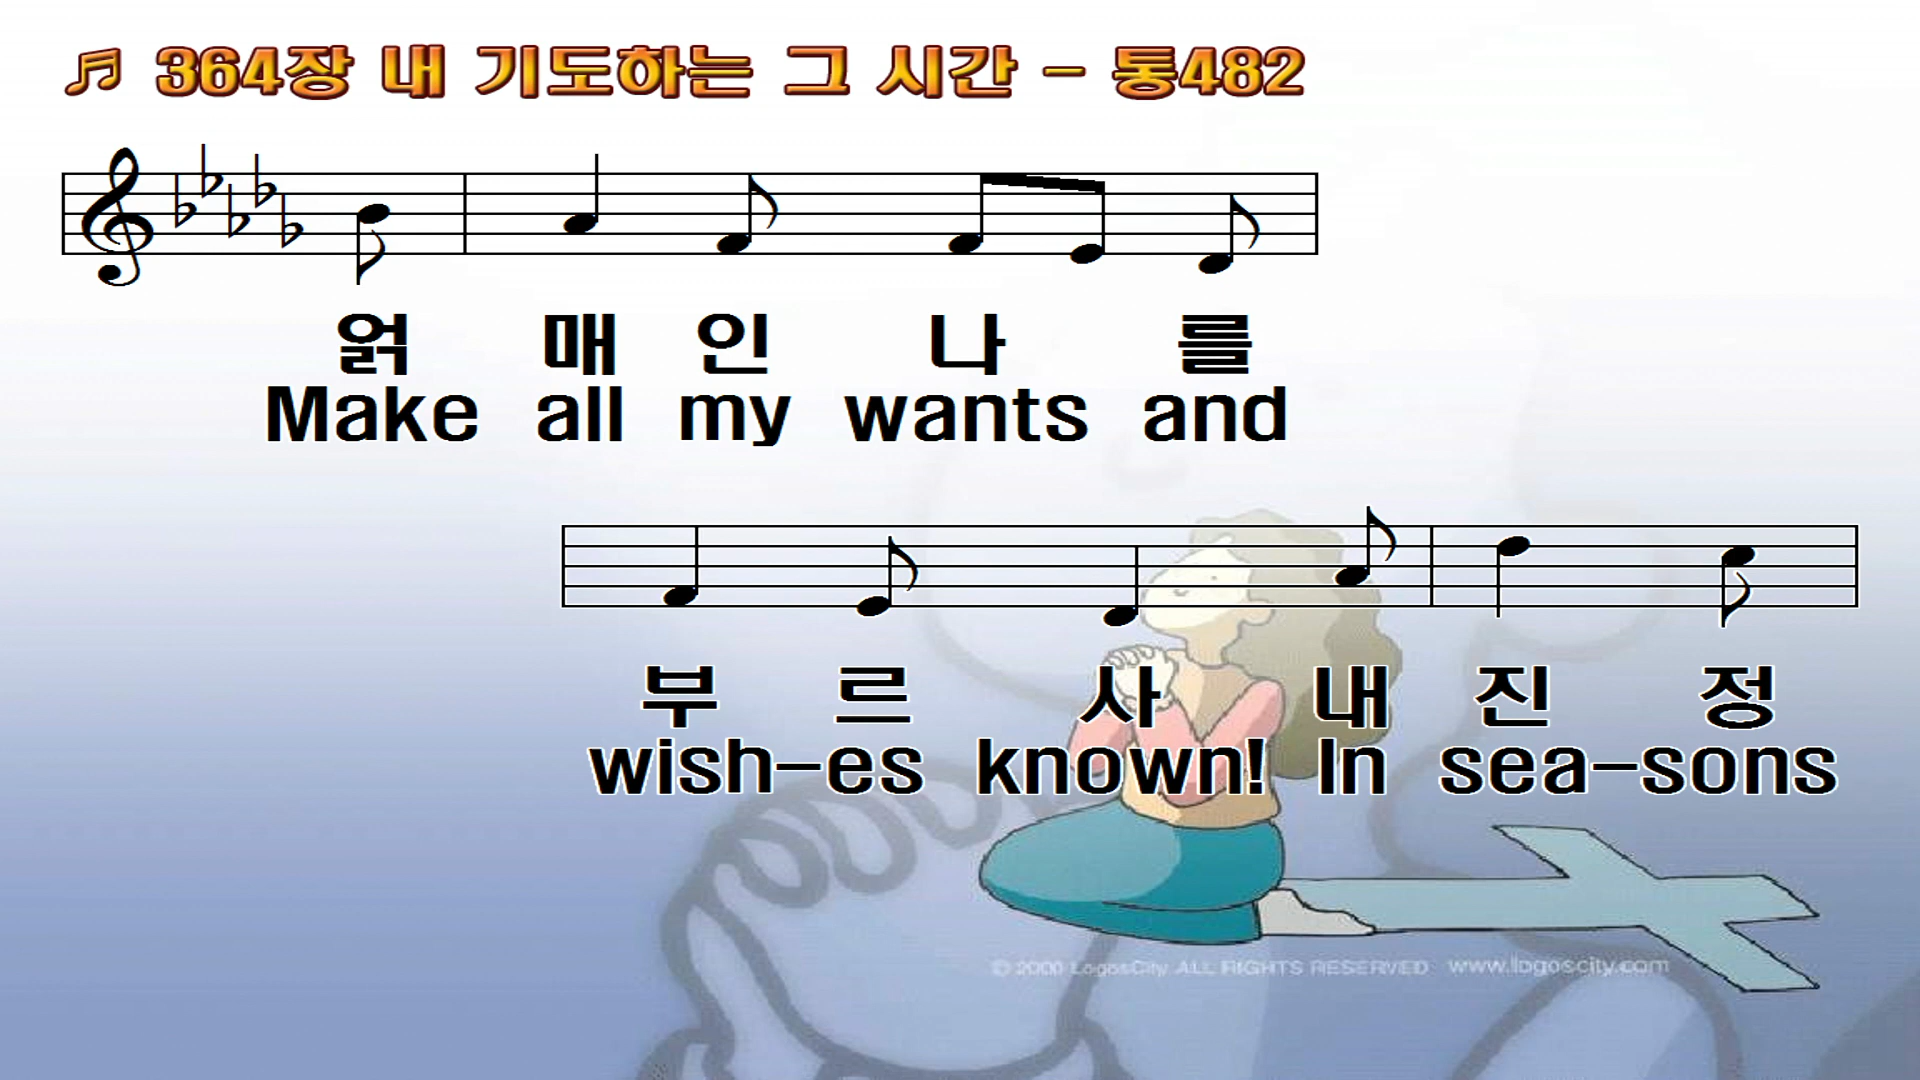 ♬ 364장 내 기도하는 그 시간 - 통482
얽 매 인 나 를
Make all my wants and
부 르 사 내 진 정
wish-es known! In sea-sons
© 2000 LogosCity ALL RIGHTS RESERVED www.logoscity.com